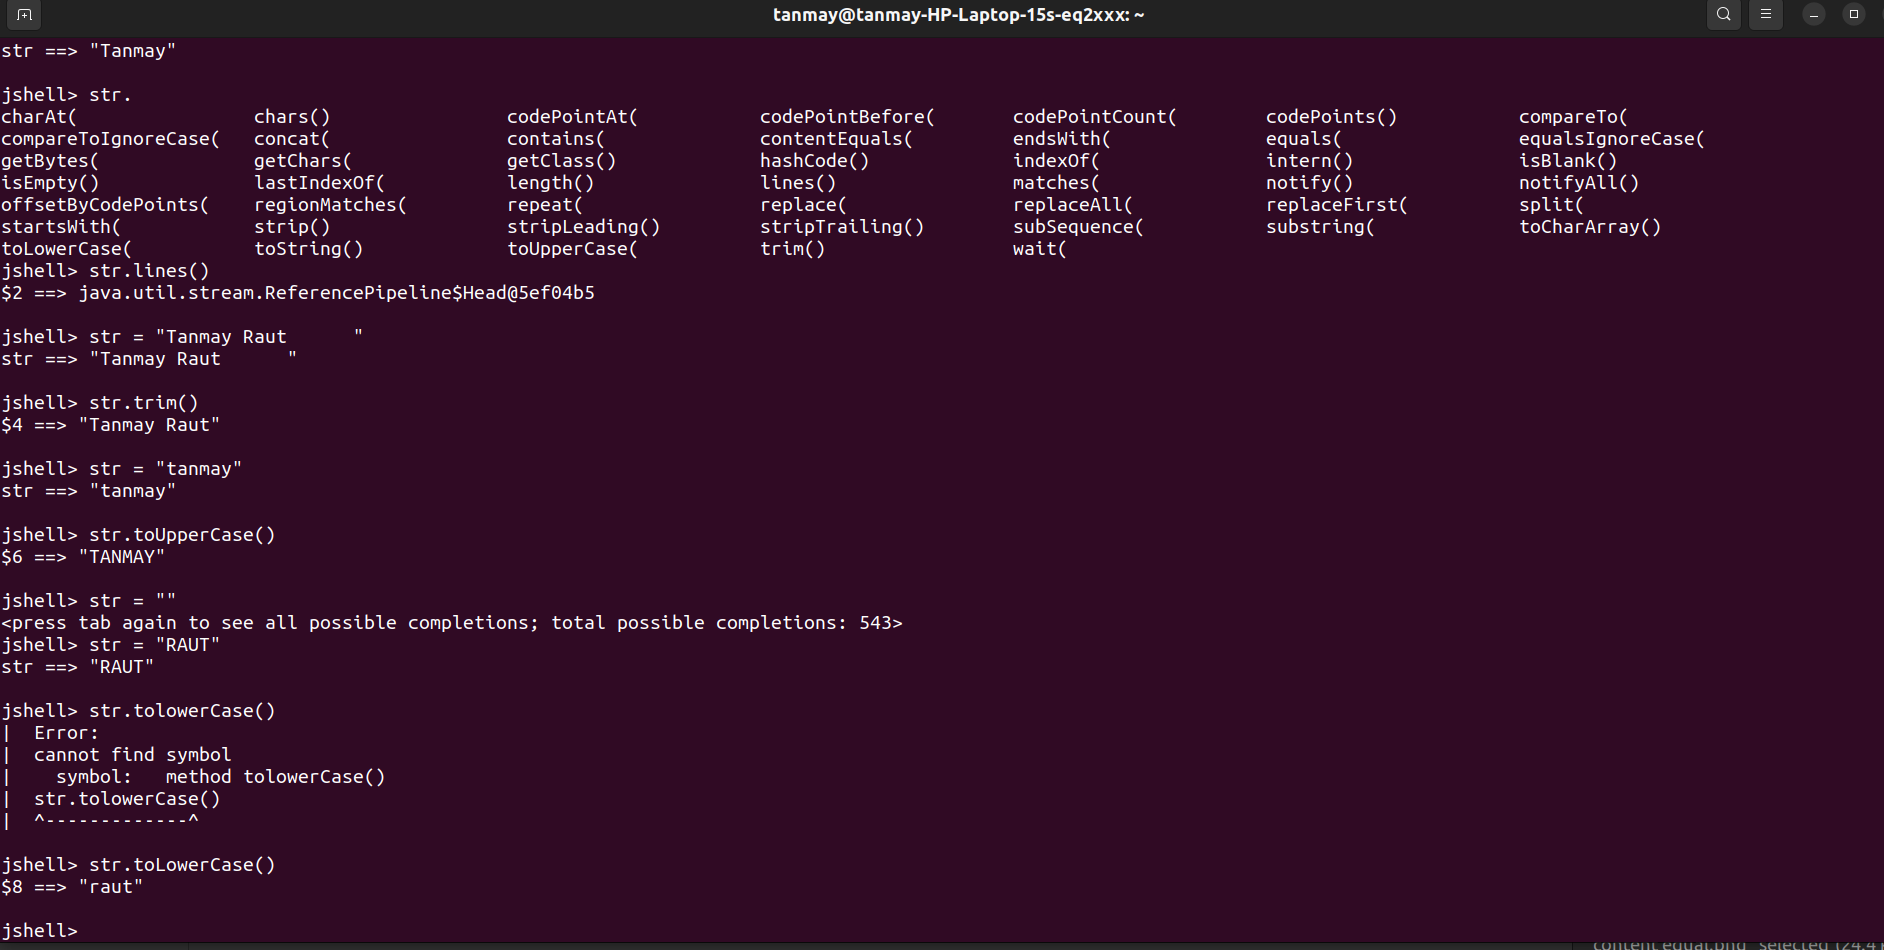 tanmay@tanmay-HP-Laptop-15s-eq2xxx: ~
str ==> "Tanmay"
jshell> str.
charAt( chars() codePointAt( codePointBefore( codePointCount( codePoints() compareTo(
compareToIgnoreCase( concat( contains( contentEquals( endsWith( equals( equalsIgnoreCase(
getBytes( getChars( getClass() hashCode() indexOf( intern() isBlank()
isEmpty() lastIndexOf( length() lines() matches( notify() notifyAll()
offsetByCodePoints( regionMatches( repeat( replace( replaceAll( replaceFirst( split(
startsWith( strip() stripLeading() stripTrailing() subSequence( substring( toCharArray()
toLowerCase( toString() toUpperCase( trim() wait(
jshell> str.lines()
$2 ==> java.util.stream.ReferencePipeline$Head@5ef04b5
jshell> str = "Tanmay Raut      "
str ==> "Tanmay Raut      "
jshell> str.trim()
$4 ==> "Tanmay Raut"
jshell> str = "tanmay"
str ==> "tanmay"
jshell> str.toUpperCase()
$6 ==> "TANMAY"
jshell> str = ""
<press tab again to see all possible completions; total possible completions: 543>
jshell> str = "RAUT"
str ==> "RAUT"
jshell> str.tolowerCase()
|  Error:
|  cannot find symbol
|    symbol:   method tolowerCase()
|  str.tolowerCase()
|  ^-------------^
jshell> str.toLowerCase()
$8 ==> "raut"
jshell>